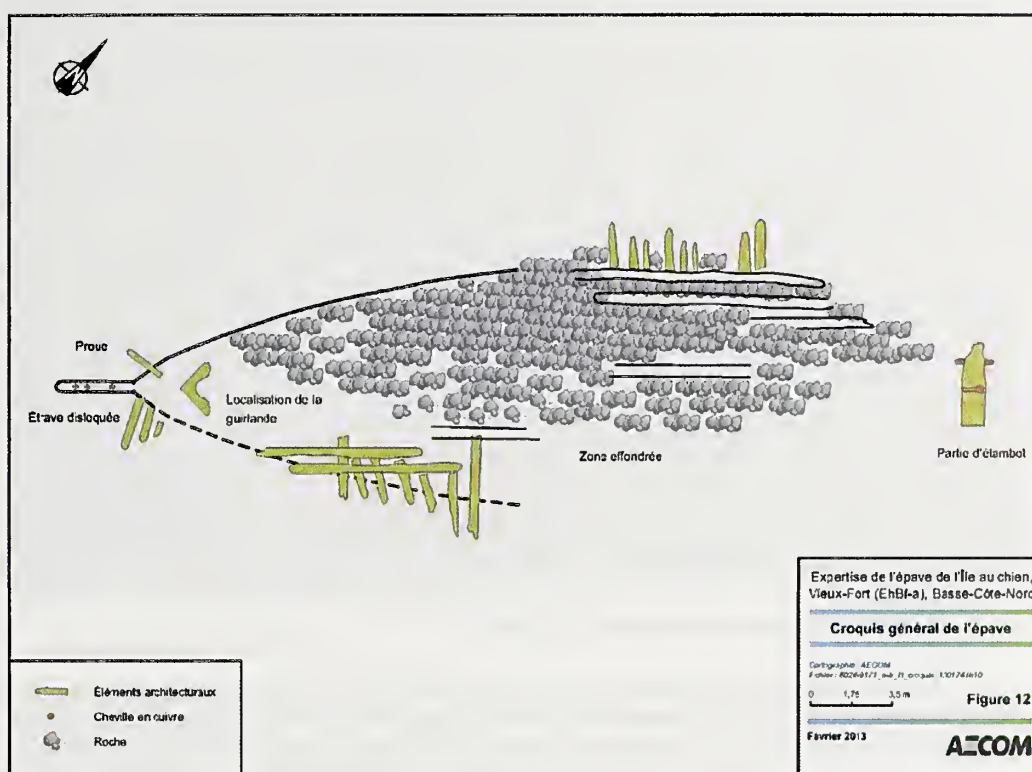 Proue
Étrave disloquée
Localisation de la
guirlande
Zone effondrée
Partie d'étambot
Éléments architecturaux
Cheville en cuivre
Roche
Expertise de l'épave de l'Île au chien,
Vieux-Fort (EhBl-a), Basse-Côte-Nord
Croquis général de l'épave
Cartographie : AECOM
Fichier :
0 1,75 3,5 m
Figure 12
Février 2013
AECOM